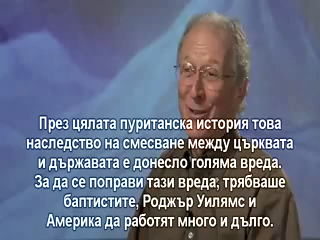 През цялата пуританска история това
наследство на смесване между църквата
и държавата е донесло голяма вреда.
За да се поправи тази вреда, трябваше
баптистите, Роджър Уилямс и
Америка да работят много и дълго.